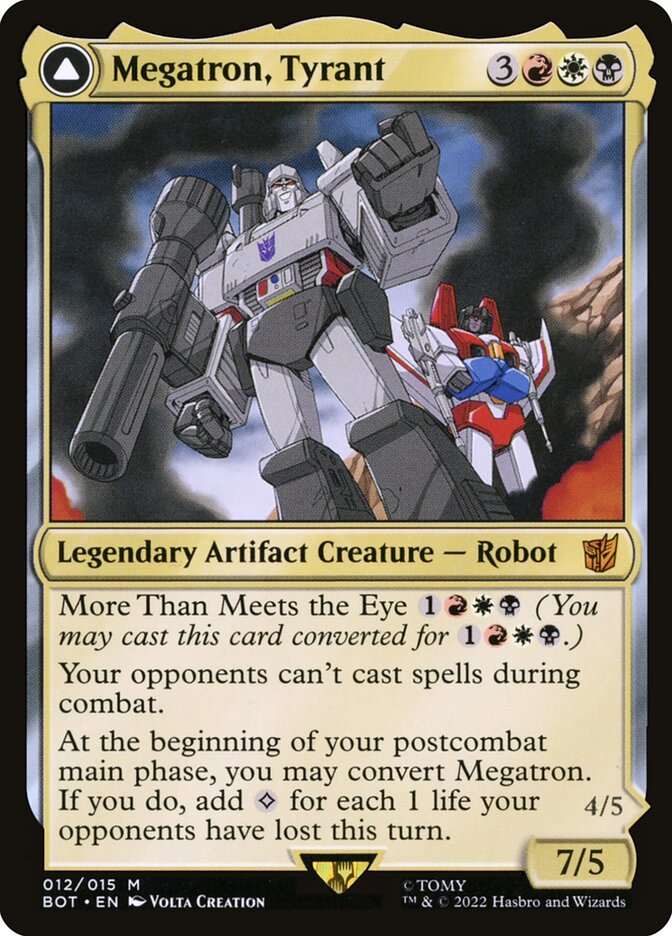 Megatron, Tyrant 3
Legendary Artifact Creature — Robot
More Than Meets the Eye 1 (You
may cast this card converted for 1 .)
Your opponents can't cast spells during
combat.
At the beginning of your postcombat
main phase, you may convert Megatron.
If you do, add for each 1 life your
opponents have lost this turn.
4/5
7/5
012/015 M
BOT • EN Volta Creation
© TOMY
™ & © 2022 Hasbro and Wizards